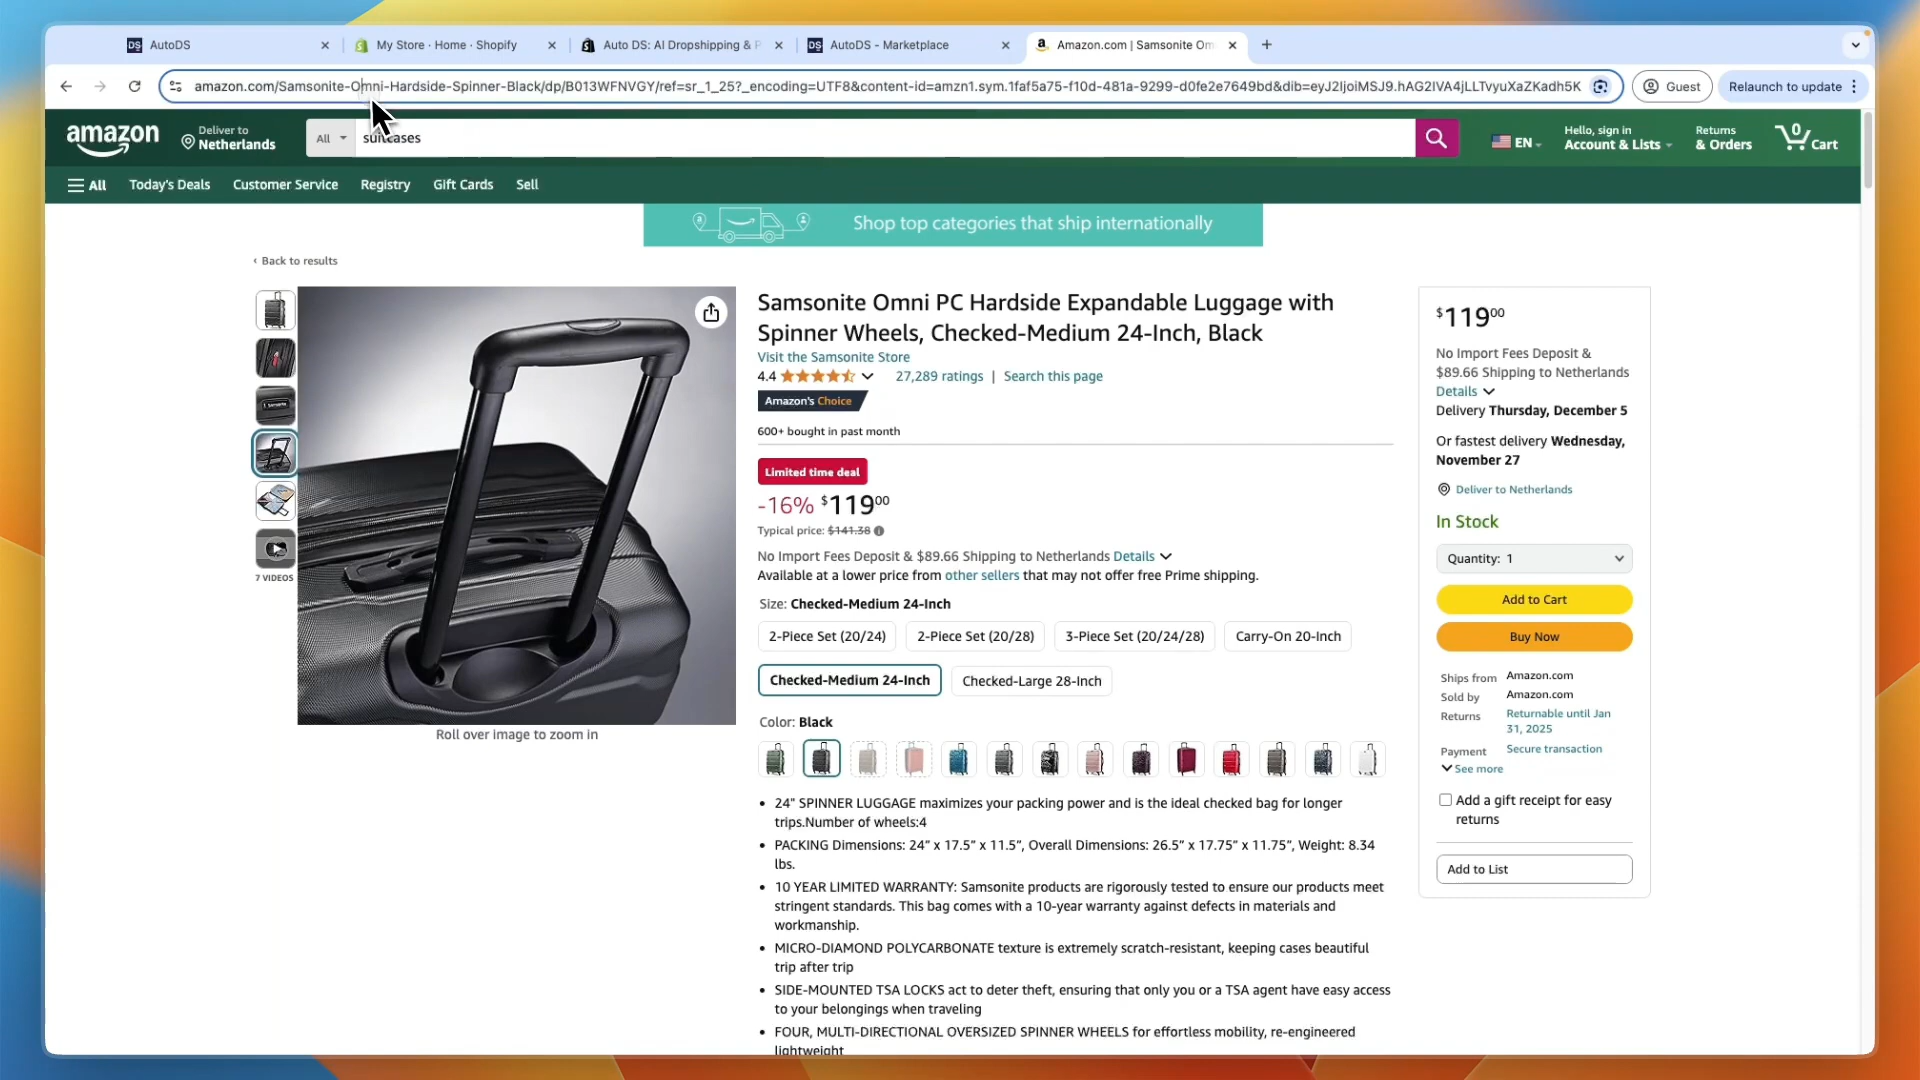 AutoDS
My Store · Home · Shopify
Auto DS: AI Dropshipping & P
AutoDS - Marketplace
Amazon.com | Samsonite Om
amazon.com/Samsonite-Omni-Hardside-Spinner-Black/dp/B013WFNVGY/ref=sr_1_25?_encoding=UTF8&content-id=amzn1.sym.1faf5a75-f10d-481a-9299-d0fe2e7649bd&dib=eyJ2IjoiMSJ9.hAG2IVA4jLLTvyuXaZKadh5K
Guest
Relaunch to update
amazon
Deliver to
Netherlands
All
suitcases
EN
Hello, sign in
Account & Lists
Returns
& Orders
0
Cart
All
Today's Deals
Customer Service
Registry
Gift Cards
Sell
Shop top categories that ship internationally
‹ Back to results
7 VIDEOS
Roll over image to zoom in
Samsonite Omni PC Hardside Expandable Luggage with
Spinner Wheels, Checked-Medium 24-Inch, Black
Visit the Samsonite Store
4.4
27,289 ratings | Search this page
Amazon's Choice
600+ bought in past month
Limited time deal
-16% $11900
Typical price: $141.38
No Import Fees Deposit & $89.66 Shipping to Netherlands Details
Available at a lower price from other sellers that may not offer free Prime shipping.
Size: Checked-Medium 24-Inch
2-Piece Set (20/24)
2-Piece Set (20/28)
3-Piece Set (20/24/28)
Carry-On 20-Inch
Checked-Medium 24-Inch
Checked-Large 28-Inch
Color: Black
• 24" SPINNER LUGGAGE maximizes your packing power and is the ideal checked bag for longer
trips.Number of wheels:4
• PACKING Dimensions: 24” x 17.5” x 11.5”, Overall Dimensions: 26.5” x 17.75” x 11.75”, Weight: 8.34
lbs.
• 10 YEAR LIMITED WARRANTY: Samsonite products are rigorously tested to ensure our products meet
stringent standards. This bag comes with a 10-year warranty against defects in materials and
workmanship.
• MICRO-DIAMOND POLYCARBONATE texture is extremely scratch-resistant, keeping cases beautiful
trip after trip
• SIDE-MOUNTED TSA LOCKS act to deter theft, ensuring that only you or a TSA agent have easy access
to your belongings when traveling
• FOUR, MULTI-DIRECTIONAL OVERSIZED SPINNER WHEELS for effortless mobility, re-engineered
lightweight
$11900
No Import Fees Deposit &
$89.66 Shipping to Netherlands
Details
Delivery Thursday, December 5
Or fastest delivery Wednesday,
November 27
Deliver to Netherlands
In Stock
Quantity: 1
Add to Cart
Buy Now
Ships from Amazon.com
Sold by Amazon.com
Returns Returnable until Jan
31, 2025
Payment Secure transaction
See more
Add a gift receipt for easy
returns
Add to List